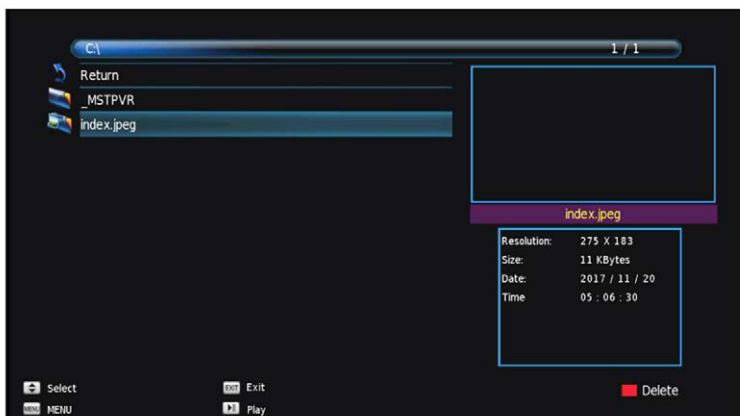 C:\ 1 / 1
Return
_MSTPVR
index.jpeg
index.jpeg
Resolution: 275 X 183
Size: 11 KBytes
Date: 2017 / 11 / 20
Time 05 : 06 : 30
Select EXIT Exit Delete
MENU MENU Play